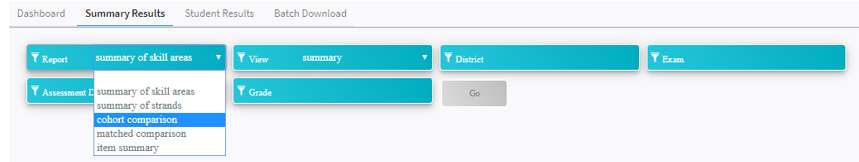 Dashboard Summary Results Student Results Batch Download
Report summary of skill areas View summary District Exam
summary of skill areas
Assessment D Grade Go
summary of strands
cohort comparison
matched comparison
item summary